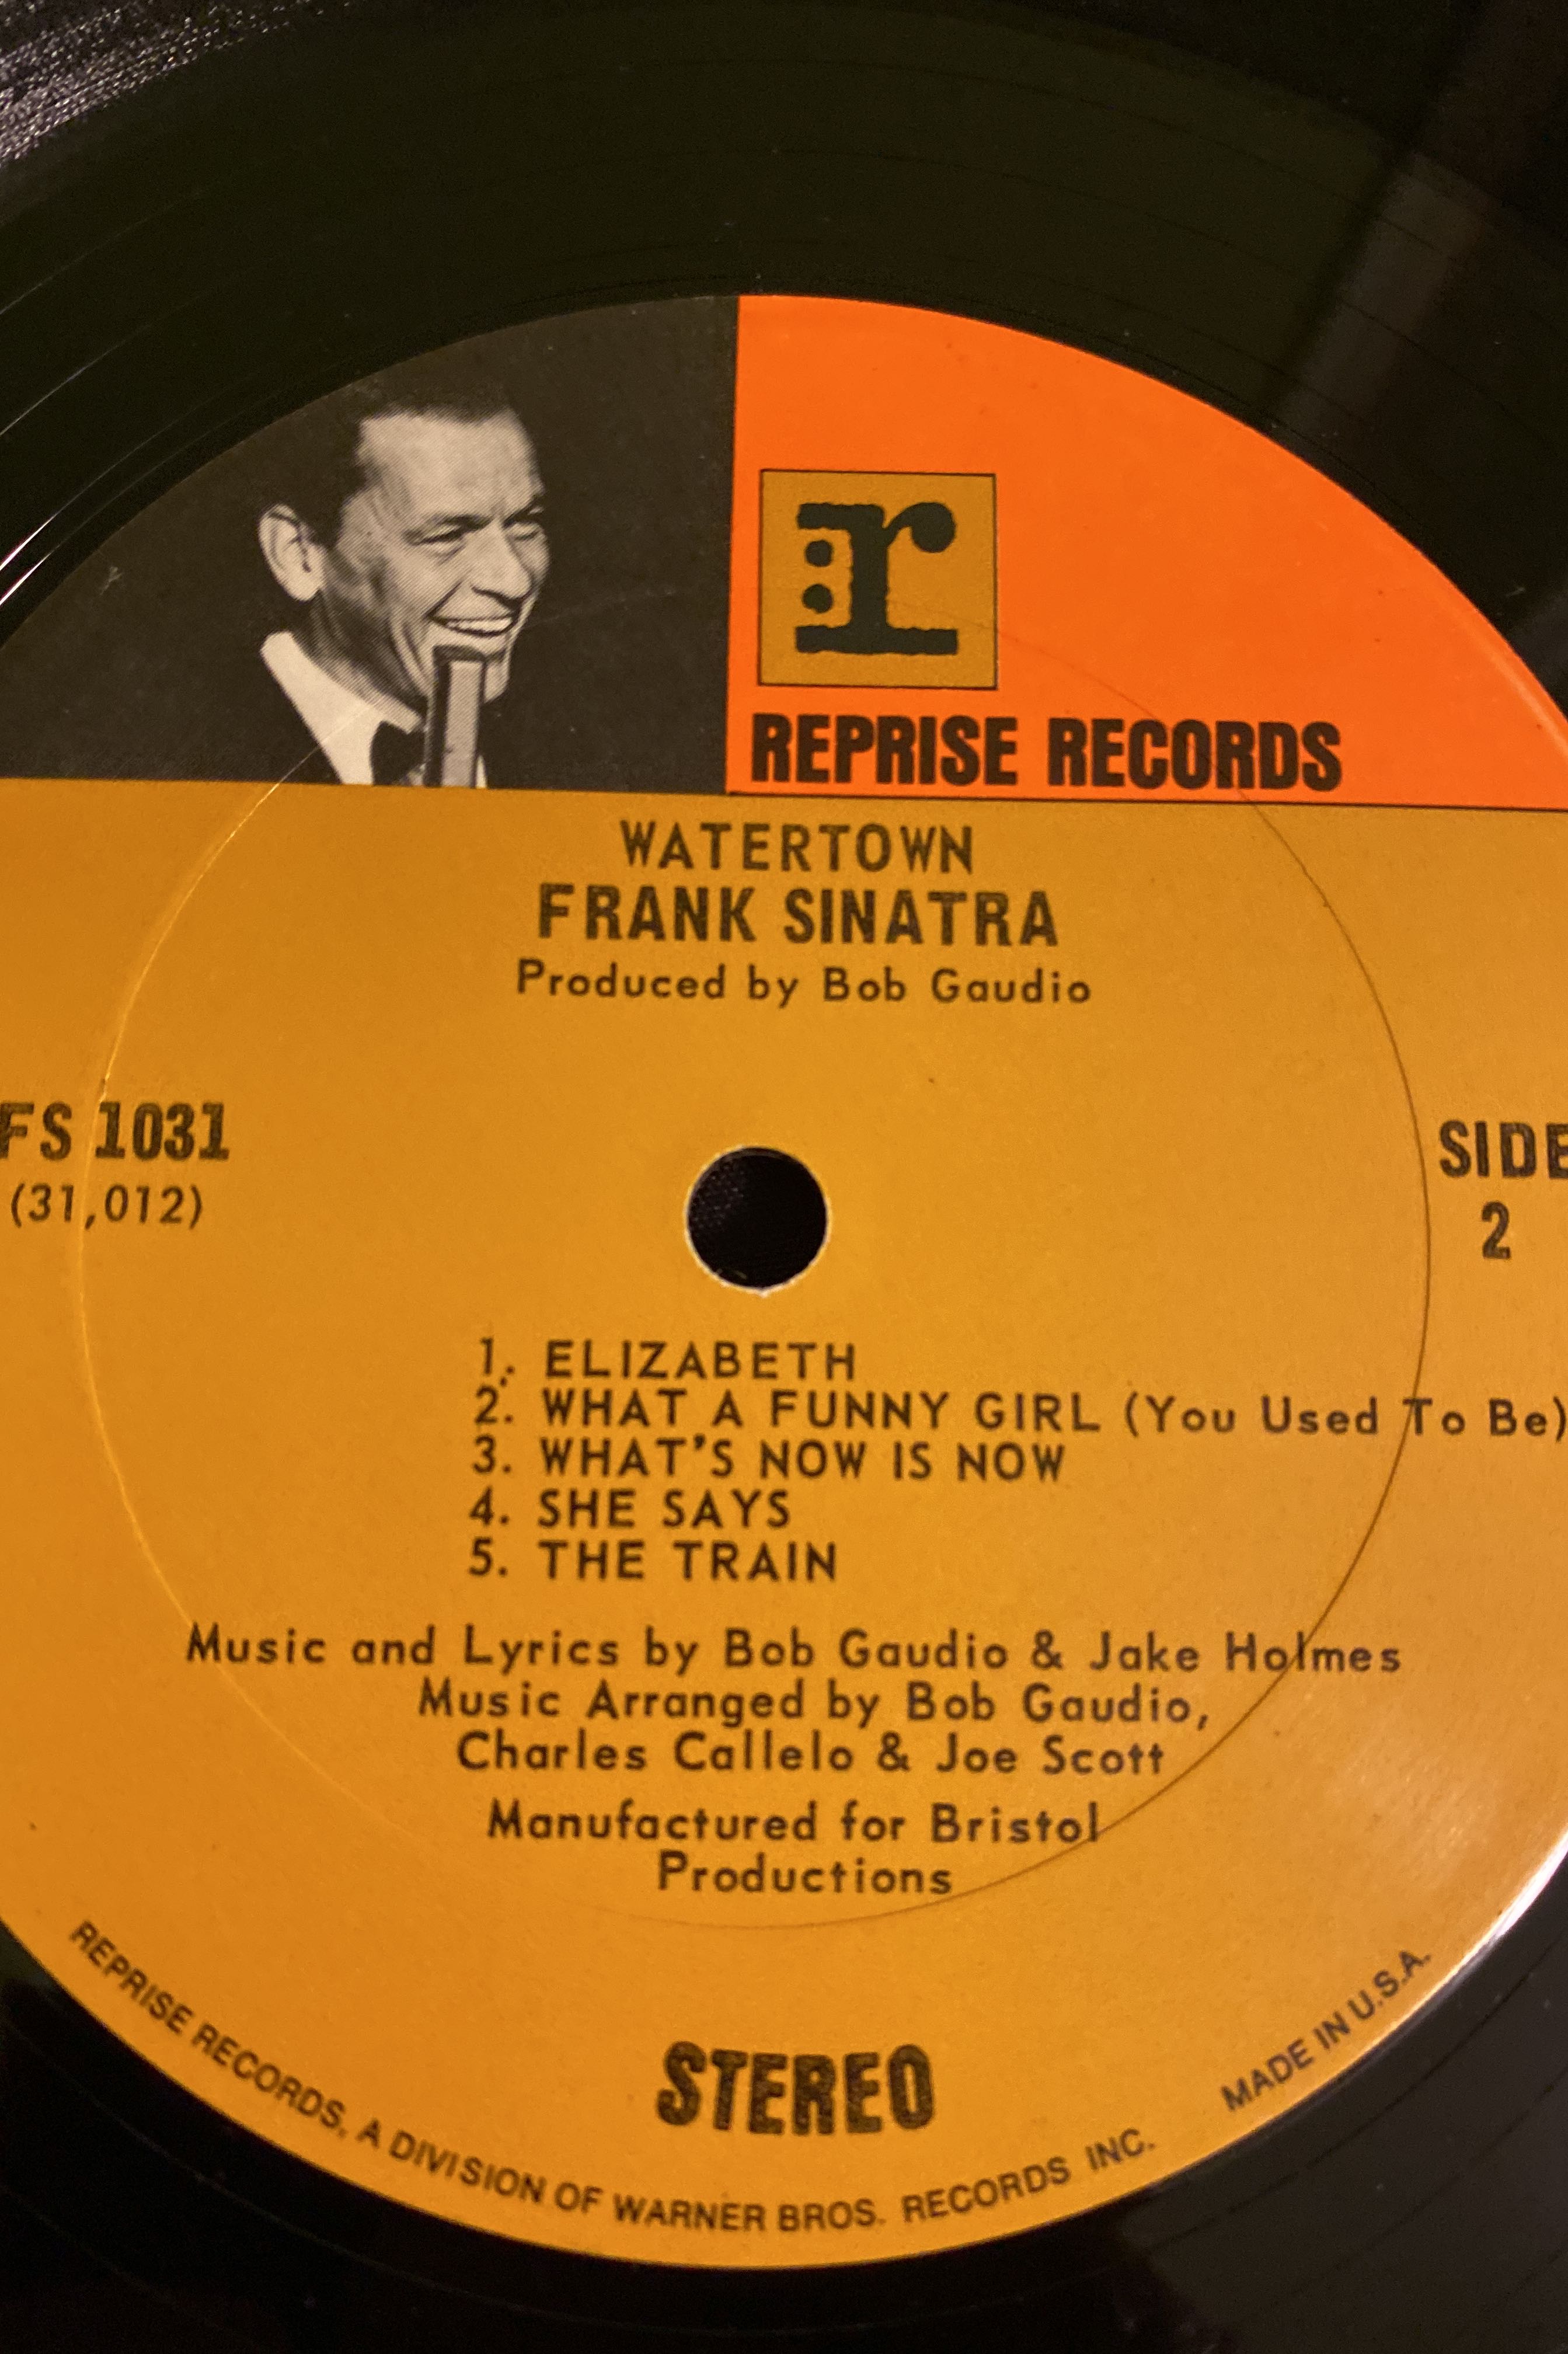 r:
REPRISE RECORDS
WATERTOWN
FRANK SINATRA
Produced by Bob Gaudio
FS 1031
(31,012)
SIDE
2
1. ELIZABETH
2. WHAT A FUNNY GIRL (You Used To Be)
3. WHAT'S NOW IS NOW
4. SHE SAYS
5. THE TRAIN
Music and Lyrics by Bob Gaudio & Jake Holmes
Music Arranged by Bob Gaudio,
Charles Callelo & Joe Scott
Manufactured for Bristol
Productions
STEREO
REPRISE RECORDS, A DIVISION OF WARNER BROS. RECORDS INC. MADE IN U.S.A.